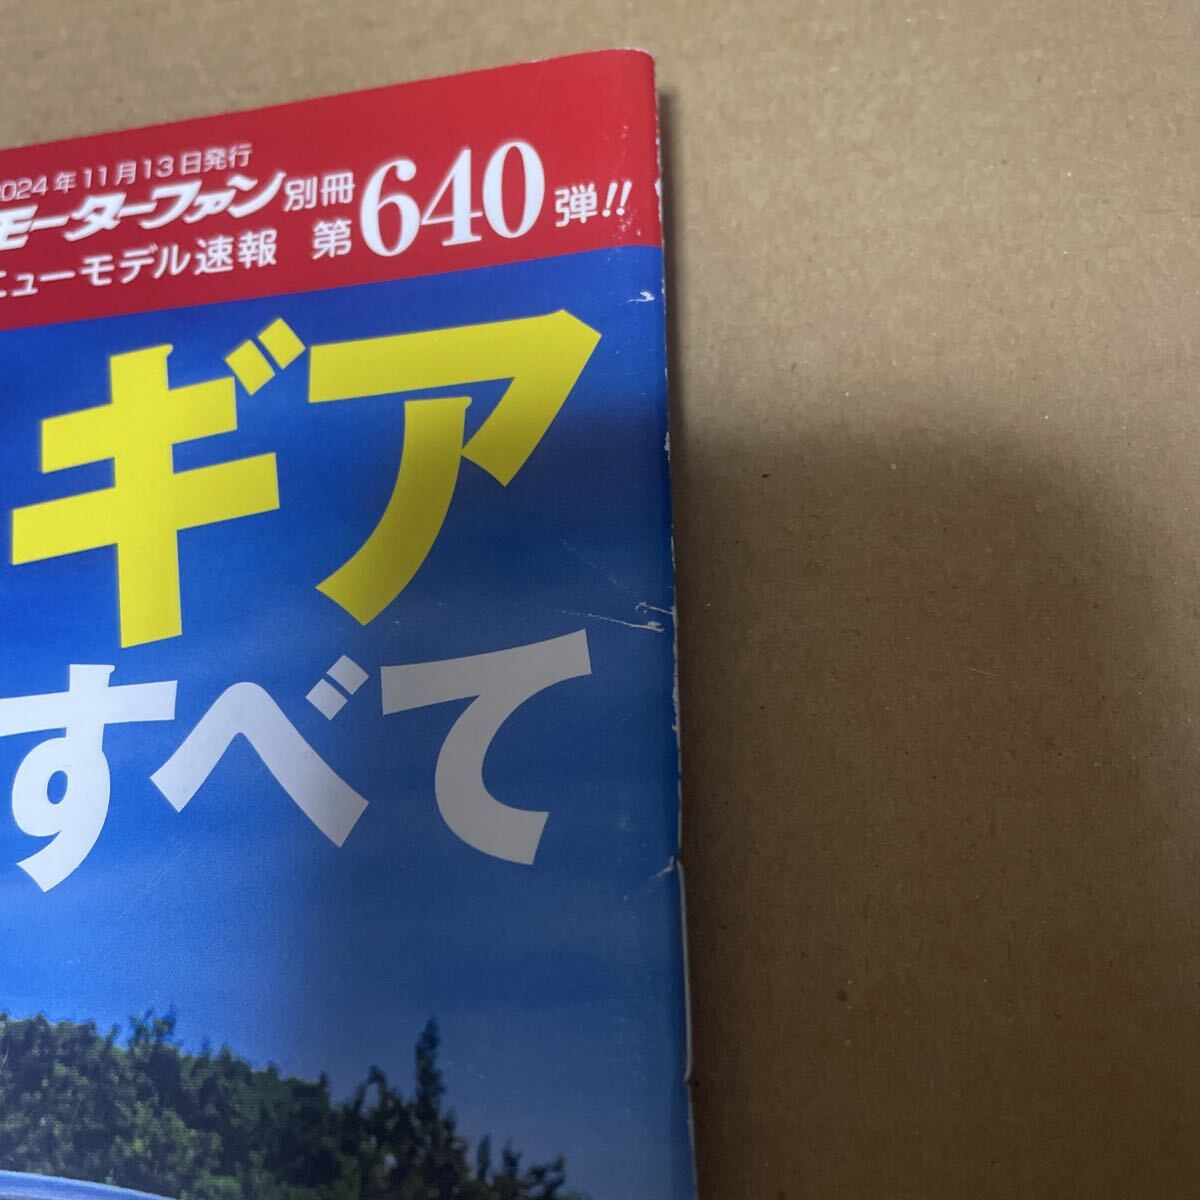 2024年11月13日発行
モーターファン別冊
ニューモデル速報 第640弾!!
ギア
すべて